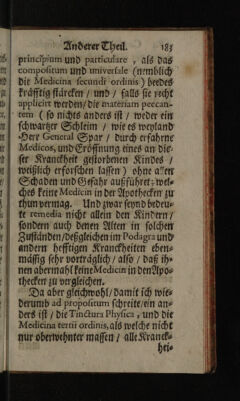 Anderer Theil. 183
principium und particulare, als das
compositum und universale (nemblich
die Medicina secundi ordinis) beedes
kräfftig stärcken / und / falls sie recht
applicirt werden / die materiam peccan-
tem (so nichts anders ist / weder ein
schwartzer Schleim / wie es weyland
Herr General Spar / durch erfahrne
Medicos, und Eröffnung eines an die-
ser Kranckheit gestorbenen Kindes /
weißlich erforschen lassen) ohne allen
Schaden und Gefahr außführet; wel-
ches keine Medicin in der Apothecken zu
thun vermag. Und zwar seynd bedeu-
te remedia nicht allein den Kindern /
sondern auch denen Alten in solchen
Zuständen / deßgleichen im Podagra und
andern hefftigen Kranckheiten eben-
mässig sehr vorträglich / also / daß ih-
nen abermahl keine Medicin in den Apo-
thecken zu vergleichen.
Da aber gleichwohl / damit ich wie-
derumb ad propositum schreite / ein an-
ders ist / die Tinctura Physica, und die
Medicina tertii ordinis, als welche nicht
nur oberwehnter massen / alle Kranck-
hei-